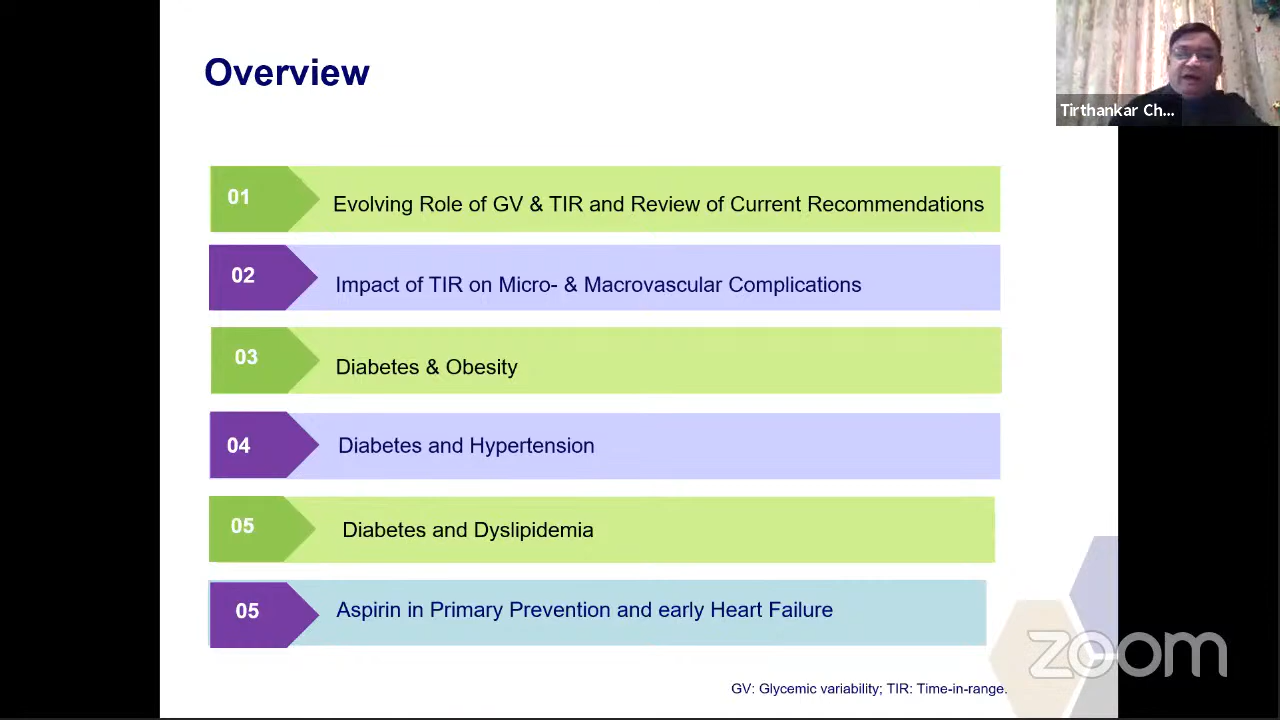 Overview
Tirthankar Ch...
01
Evolving Role of GV & TIR and Review of Current Recommendations
02
Impact of TIR on Micro- & Macrovascular Complications
03
Diabetes & Obesity
04
Diabetes and Hypertension
05
Diabetes and Dyslipidemia
05
Aspirin in Primary Prevention and early Heart Failure
zoom
GV: Glycemic variability; TIR: Time-in-range.